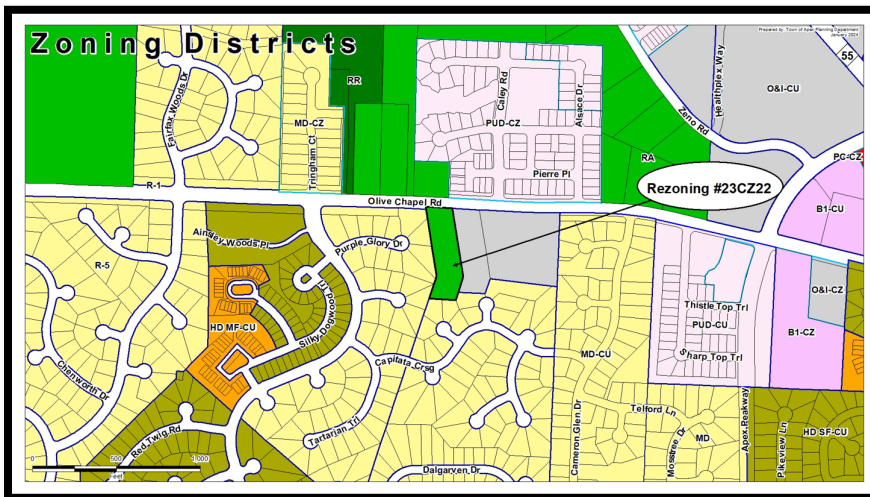 Zoning Districts
Prepared by Town of Apex Planning Department
January 2024
55
Fairfax Woods Dr
RR
MD-CZ
Tringham Ct
Caley Rd
Alsace Dr
PUD-CZ
Pierre Pl
Zeno Rd
Healthplex Way
O&I-CU
RA
PC-CZ
R-1
Olive Chapel Rd
Rezoning #23CZ22
B1-CU
Ainsley Woods Pl
Purple Glory Dr
R-5
Silky Dogwood Trl
HD MF-CU
O&I-CZ
Thistle Top Trl
PUD-CU
B1-CZ
Sharp Top Trl
Capitata Crsg
MD-CU
Chenworth Dr
Telford Ln
Cameron Glen Dr
MD
Apex Peakway
HD SF-CU
Red Twig Rd
Tartarian Trl
Mosstree Dr
Pikeview Ln
Dalgarven Dr
0 500 1,000
Feet